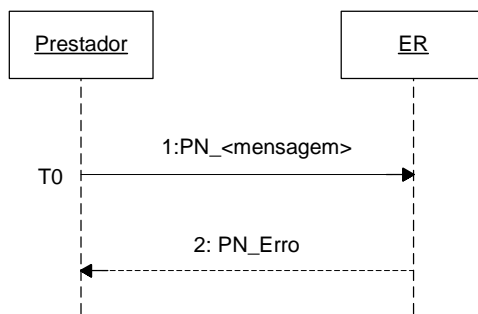 Prestador
ER
1:PN_<mensagem>
T0
2: PN_Erro